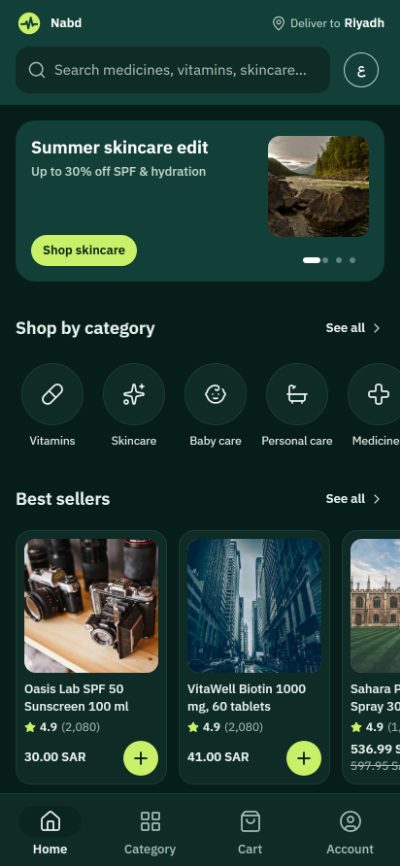 Nabd
Deliver to Riyadh
Search medicines, vitamins, skincare...
ع
Summer skincare edit
Up to 30% off SPF & hydration
Shop skincare
Shop by category
See all
Vitamins
Skincare
Baby care
Personal care
Medicine
Best sellers
See all
Oasis Lab SPF 50
Sunscreen 100 ml
4.9 (2,080)
30.00 SAR
VitaWell Biotin 1000
mg, 60 tablets
4.9 (2,080)
41.00 SAR
Sahara
Spray 30
4.9
536.99
597.95
Home
Category
Cart
Account